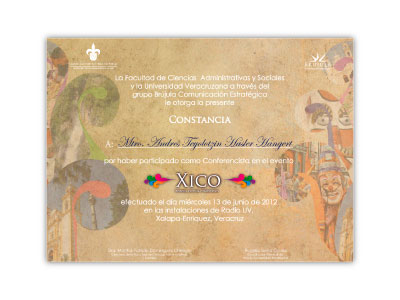 La Facultad de Ciencias Administrativas y Sociales
y la Universidad Veracruzana a través del
grupo Brújula Comunicación Estratégica
le otorga la presente
CONSTANCIA
A: Mtro. Andres Teyolotzin Hasler Hangert
por haber participado como Conferencista en el evento
XICO
efectuado el día miércoles 13 de junio de 2012
en las instalaciones de Radio UV
Xalapa-Enríquez, Veracruz